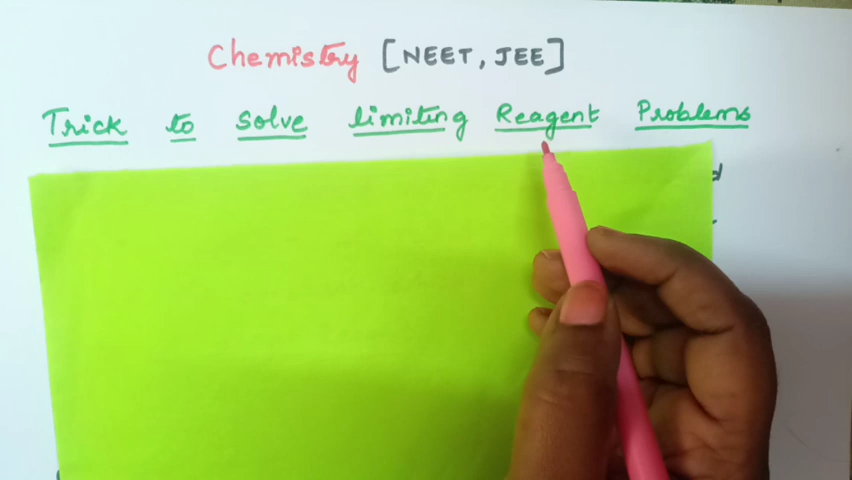 Chemistry [NEET, JEE]
Trick to solve limiting Reagent Problems